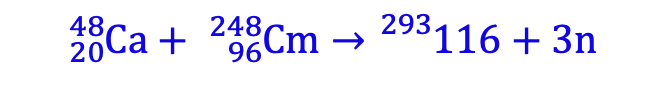 ⁴⁸₂₀Ca + ²⁴⁸₉₆Cm → ²⁹³116 + 3n